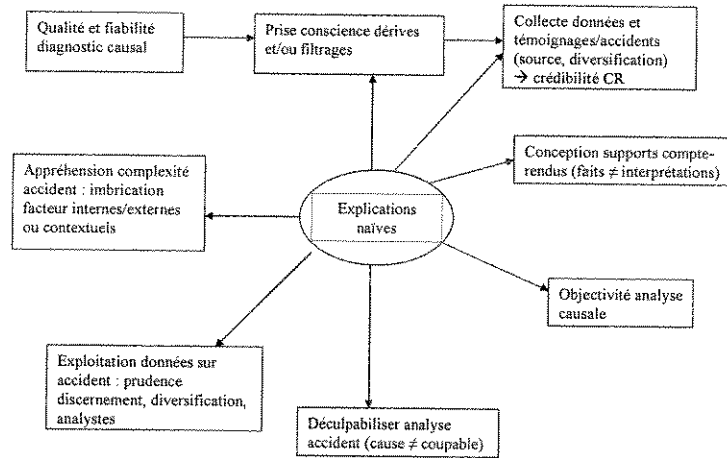 Qualité et fiabilité
diagnostic causal
Prise conscience dérives
et/ou filtrages
Collecte données et
témoignages/accidents
(source, diversification)
→ crédibilité CR
Appréhension complexité
accident : imbrication
facteur internes/externes
ou contextuels
Explications
naïves
Conception supports compte-
rendus (faits ≠ interprétations)
Objectivité analyse
causale
Exploitation données sur
accident : prudence
discernement, diversification,
analystes
Déculpabiliser analyse
accident (cause ≠ coupable)